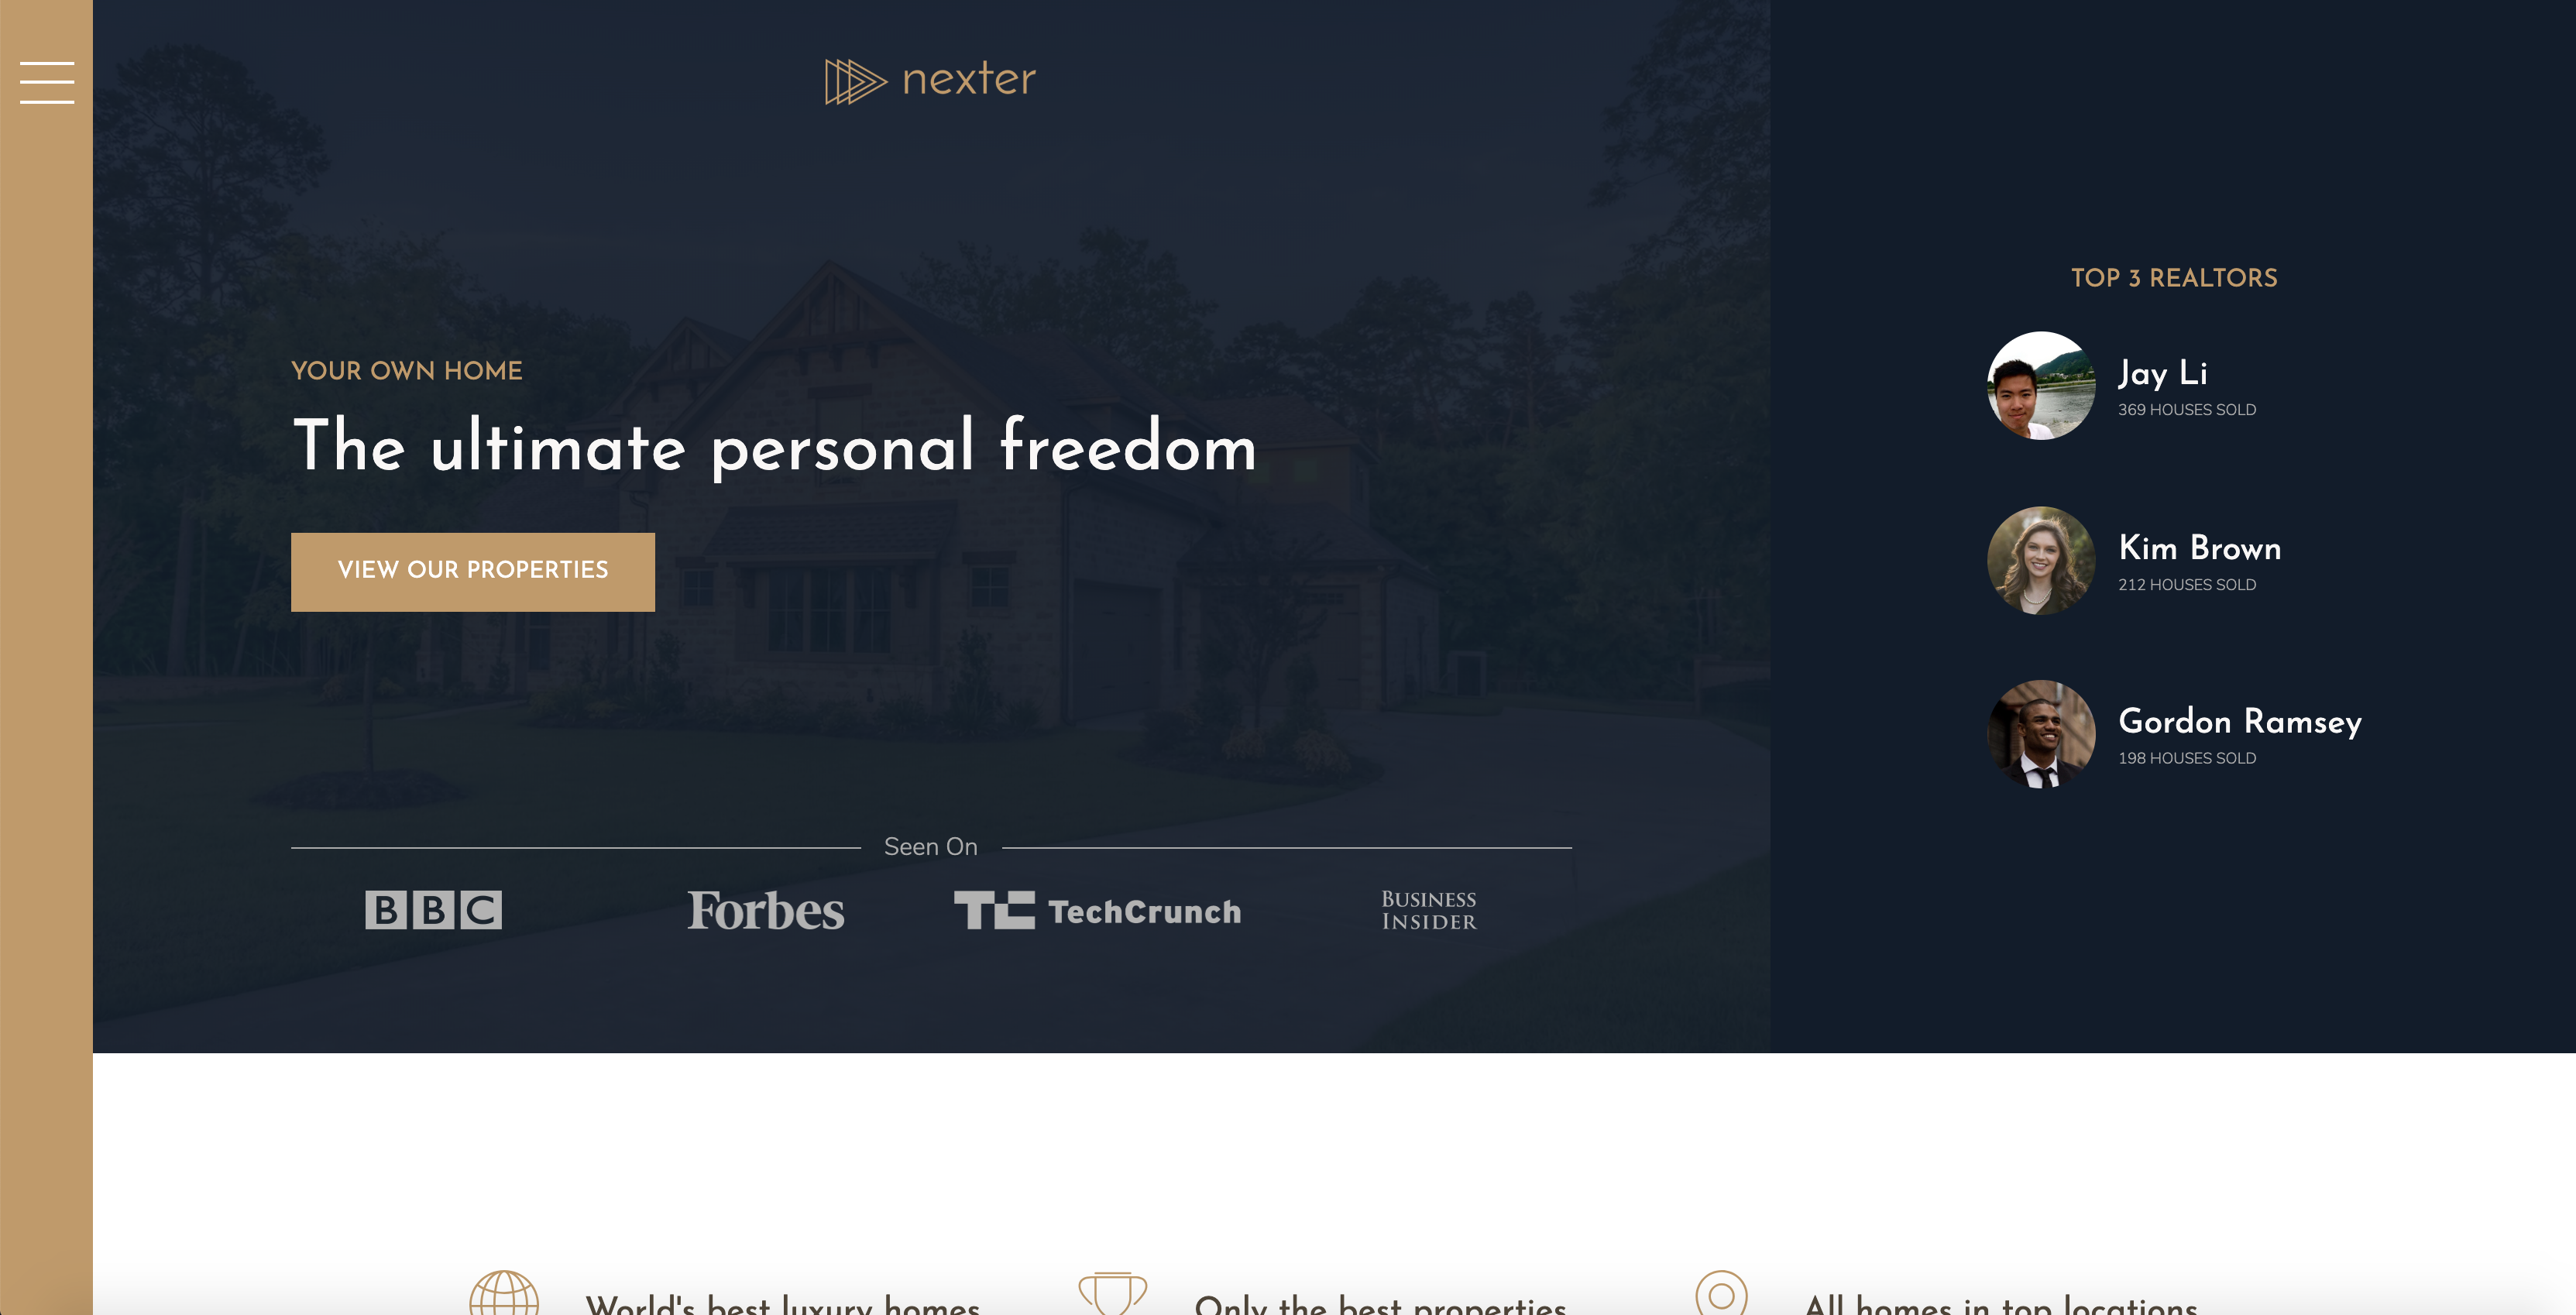 nexter
YOUR OWN HOME
The ultimate personal freedom
VIEW OUR PROPERTIES
Seen On
BBC
Forbes
TC TechCrunch
BUSINESS
INSIDER
TOP 3 REALTORS
Jay Li
369 HOUSES SOLD
Kim Brown
212 HOUSES SOLD
Gordon Ramsey
198 HOUSES SOLD
World's best luxury homes
Only the best properties
All homes in top locations